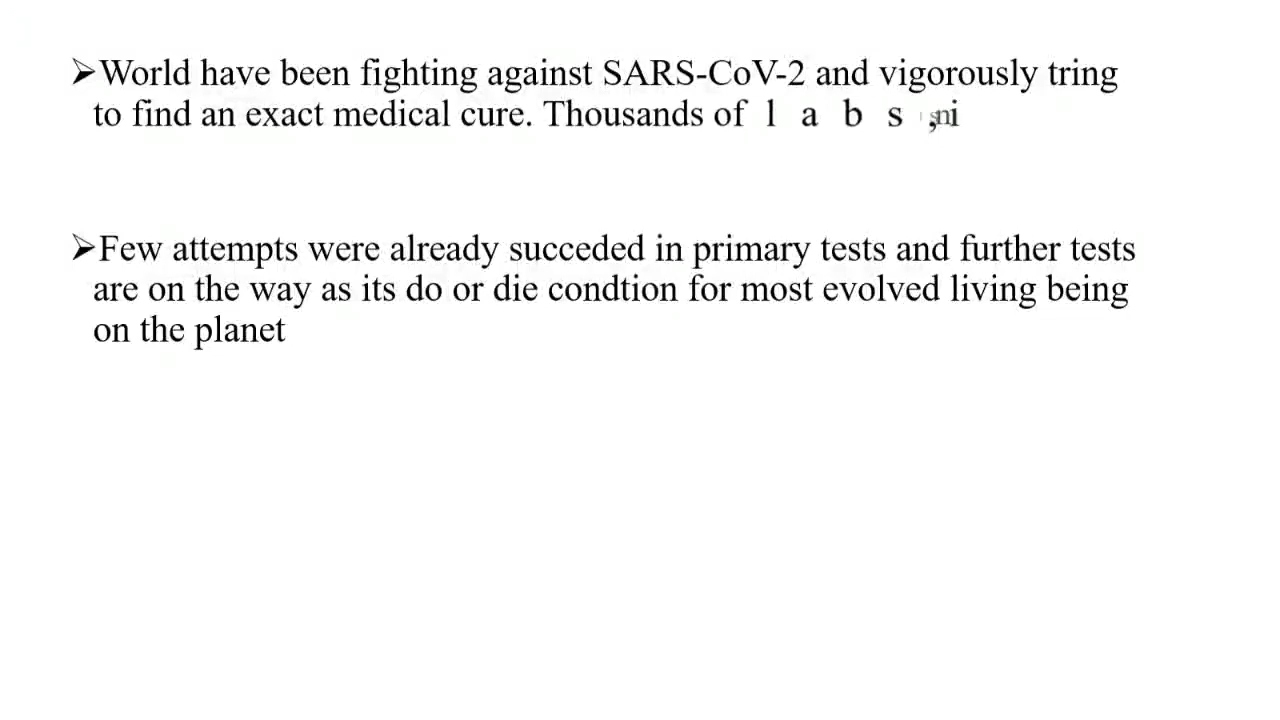 ➢World have been fighting against SARS-CoV-2 and vigorously tring
to find an exact medical cure. Thousands of l a b s
➢Few attempts were already succeded in primary tests and further tests
are on the way as its do or die condtion for most evolved living being
on the planet